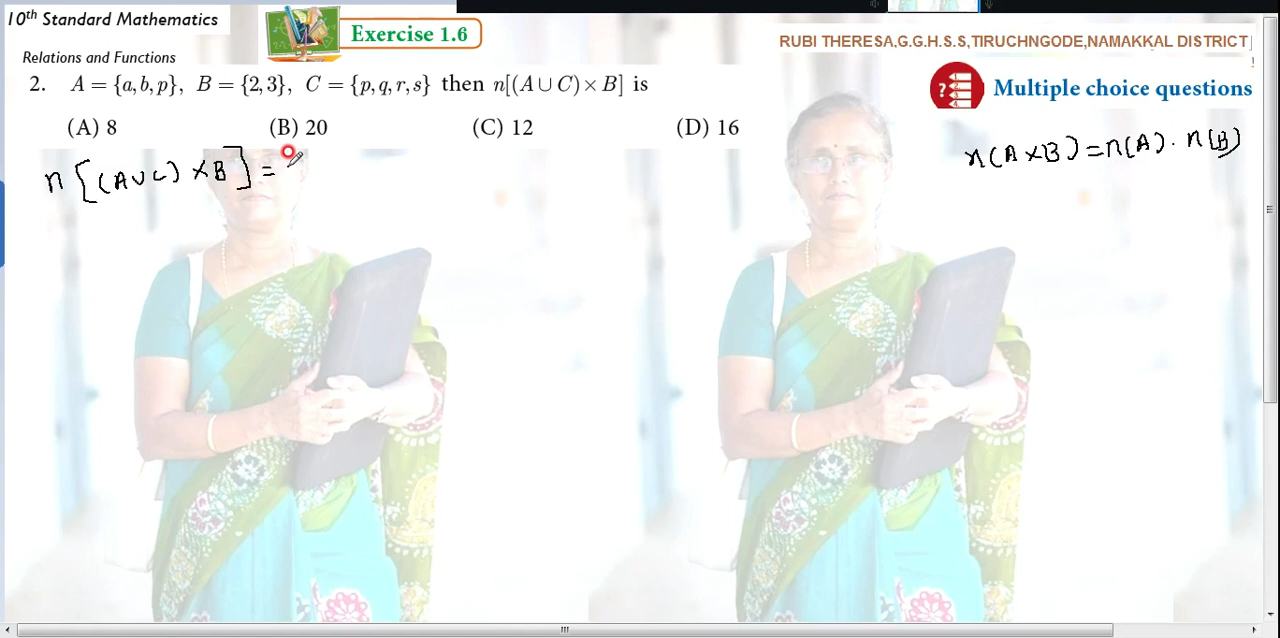 10th Standard Mathematics
Exercise 1.6
RUBI THERESA,G.G.H.S.S,TIRUCHNGODE,NAMAKKAL DISTRICT
Relations and Functions
2. A = {a,b,p}, B = {2,3}, C = {p,q,r,s} then n[(A ∪ C) × B] is
Multiple choice questions
(A) 8 (B) 20 (C) 12 (D) 16
n[(A∪C) × B] =
n(A×B) = n(A) . n(B)